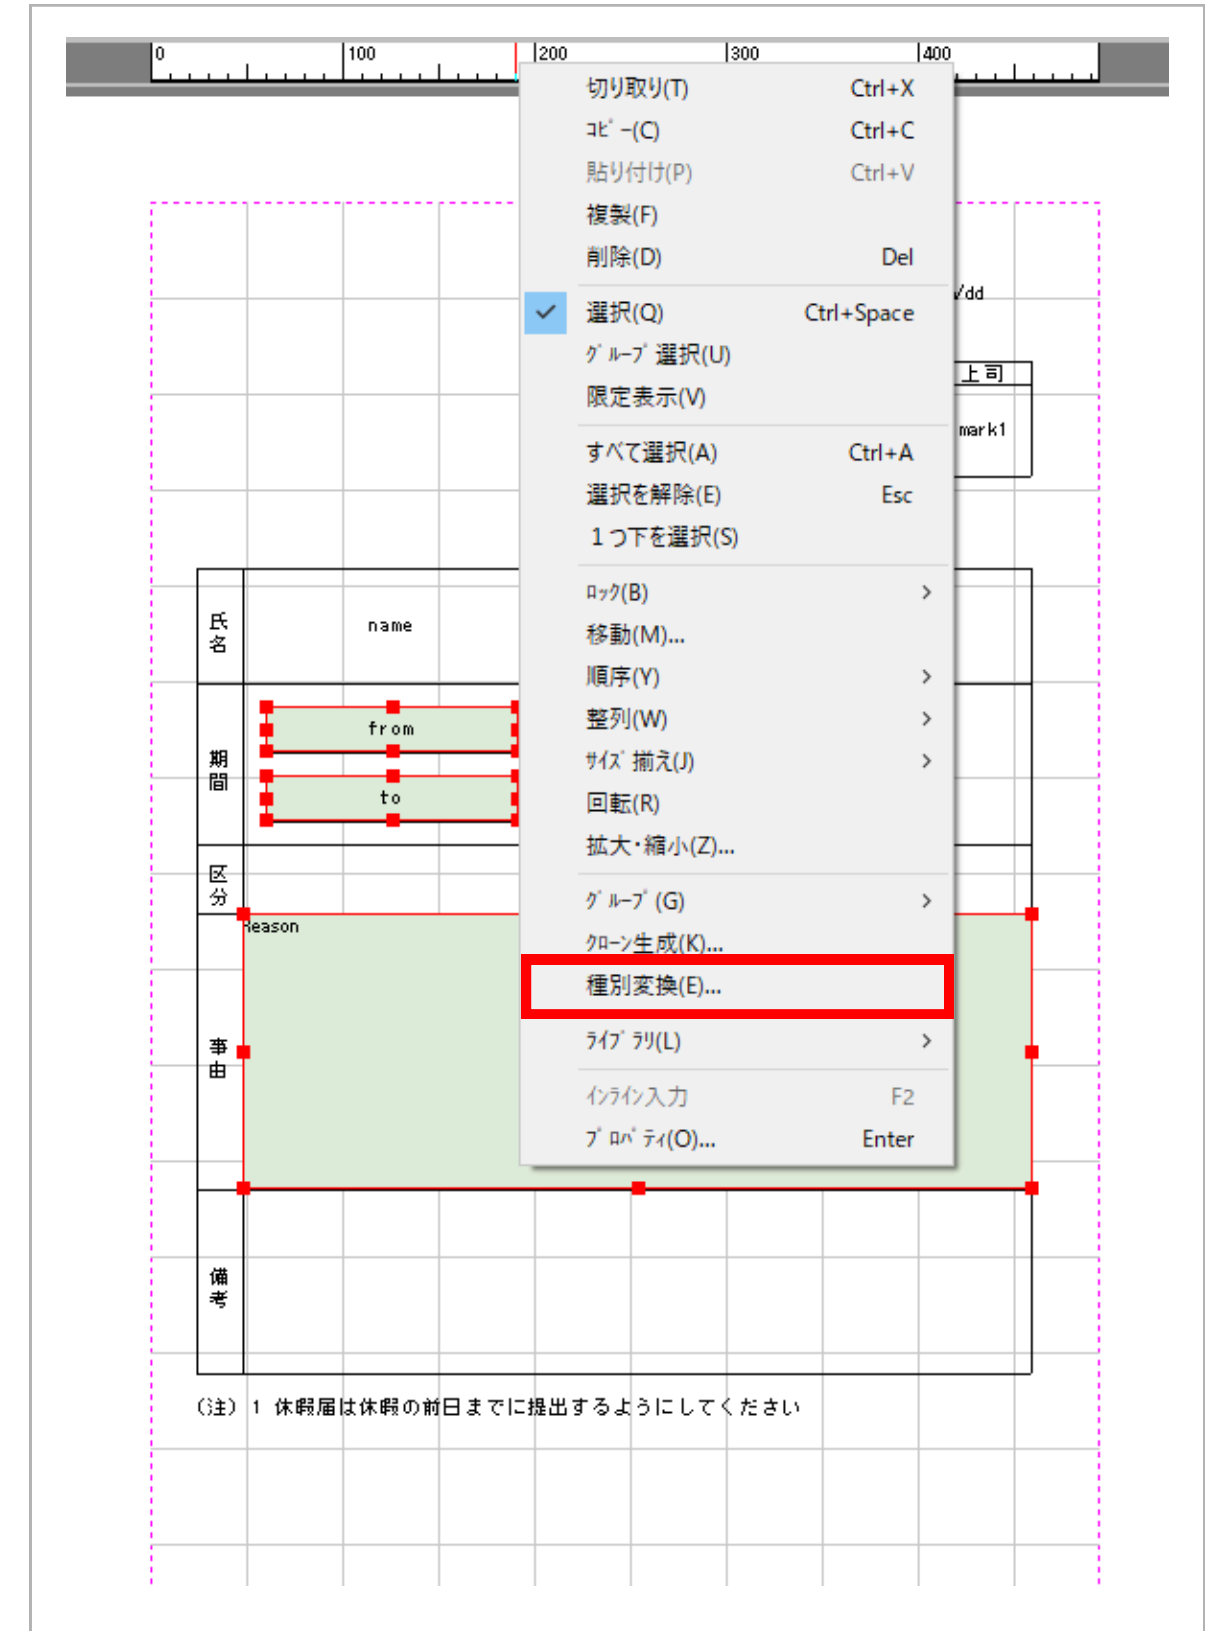 0 100 200 300 400
切り取り(T) Ctrl+X
ｺﾋﾟｰ(C) Ctrl+C
貼り付け(P) Ctrl+V
複製(F)
削除(D) Del
選択(Q) Ctrl+Space
ｸﾞﾙｰﾌﾟ選択(U)
限定表示(V)
すべて選択(A) Ctrl+A
選択を解除(E) Esc
１つ下を選択(S)
ﾛｯｸ(B)
移動(M)...
順序(Y)
整列(W)
ｻｲｽﾞ揃え(J)
回転(R)
拡大・縮小(Z)...
ｸﾞﾙｰﾌﾟ(G)
ｸﾛｰﾝ生成(K)...
種別変換(E)...
ﾗｲﾌﾞﾗﾘ(L)
ｲﾝﾗｲﾝ入力 F2
ﾌﾟﾛﾊﾟﾃｨ(O)... Enter
/dd
上司
mark1
氏名
name
期間
from
to
区分
事由
Reason
備考
(注) 1 休暇届は休暇の前日までに提出するようにしてください